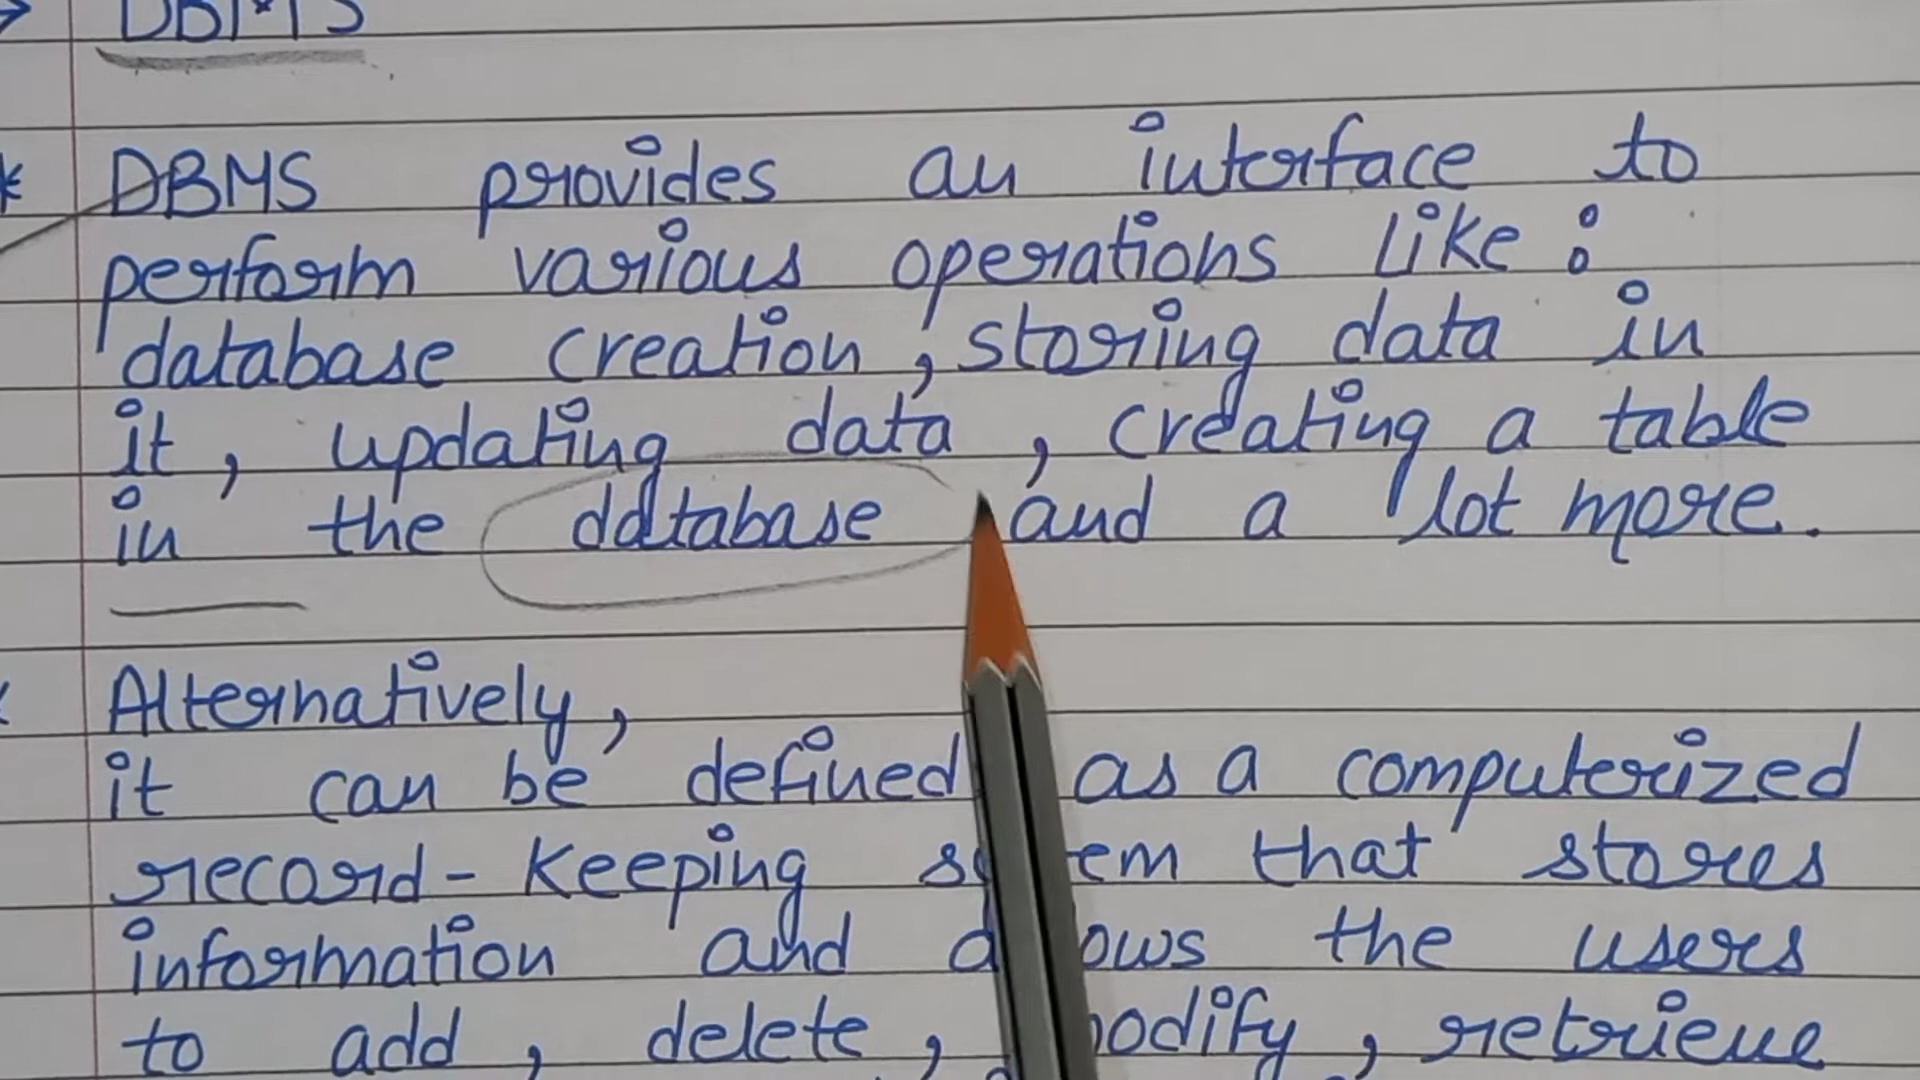 DBMS
DBMS provides an interface to
perform various operations like :
database creation, storing data in
it, updating data, creating a table
in the database and a lot more.
Alternatively,
it can be defined as a computerized
record-keeping that stores
information and the users
to add, delete, retrieve